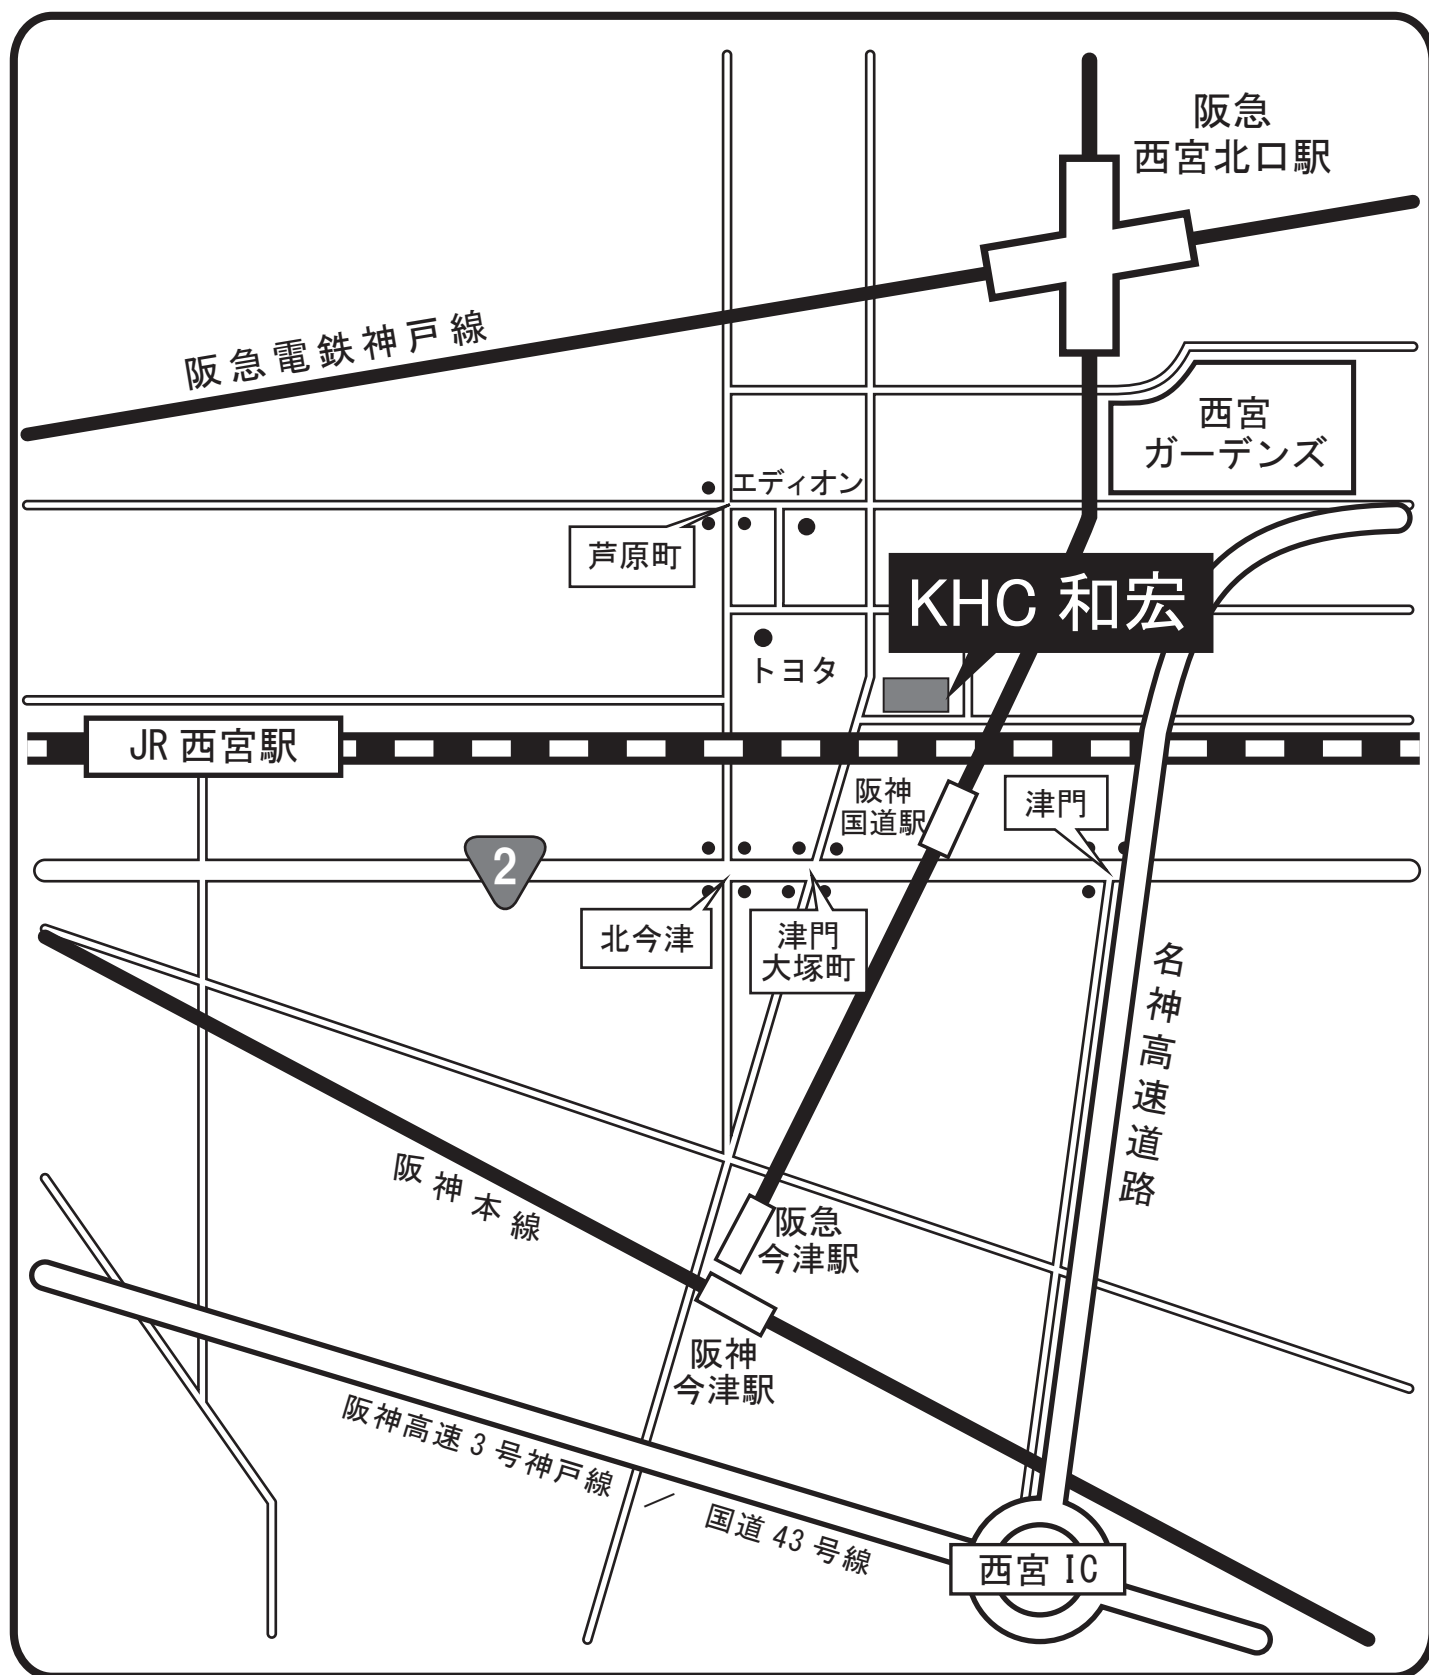 阪急
西宮北口駅
阪急電鉄神戸線
西宮
ガーデンズ
エディオン
芦原町
KHC 和宏
トヨタ
JR 西宮駅
阪神
国道駅
津門
2
北今津
津門
大塚町
名神高速道路
阪神本線
阪急
今津駅
阪神
今津駅
阪神高速 3 号神戸線
／
国道 43 号線
西宮 IC